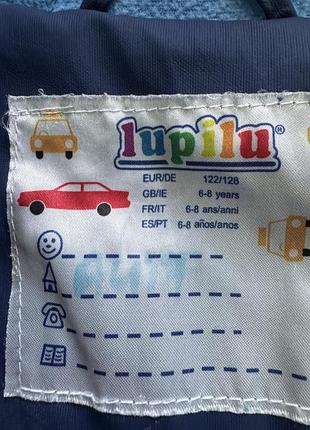 lupilu®
EUR/DE 122/128
GB/IE 6-8 years
FR/IT 6-8 ans/anni
ES/PT 6-8 años/anos